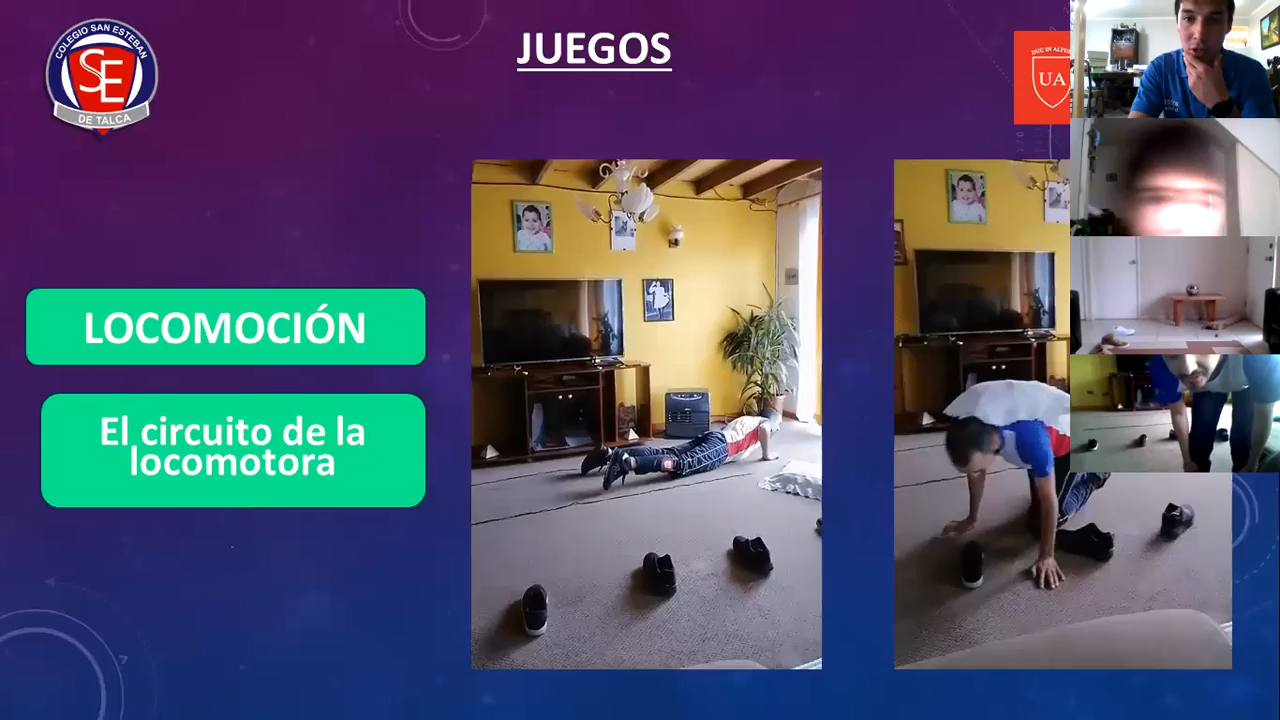 COLEGIO SAN ESTEBAN
SE
DE TALCA
JUEGOS
UA
LOCOMOCIÓN
El circuito de la
locomotora